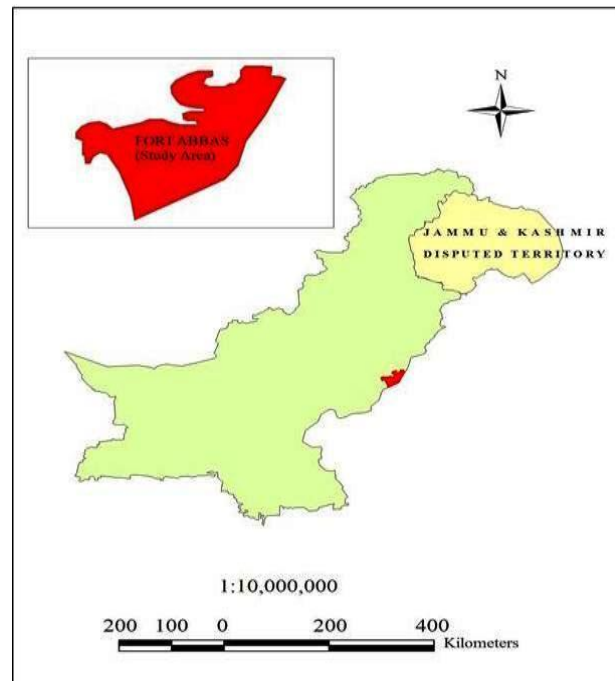 FORT ABBAS
(Study Area)
N
JAMMU & KASHMIR
DISPUTED TERRITORY
1:10,000,000
200 100 0 200 400
Kilometers